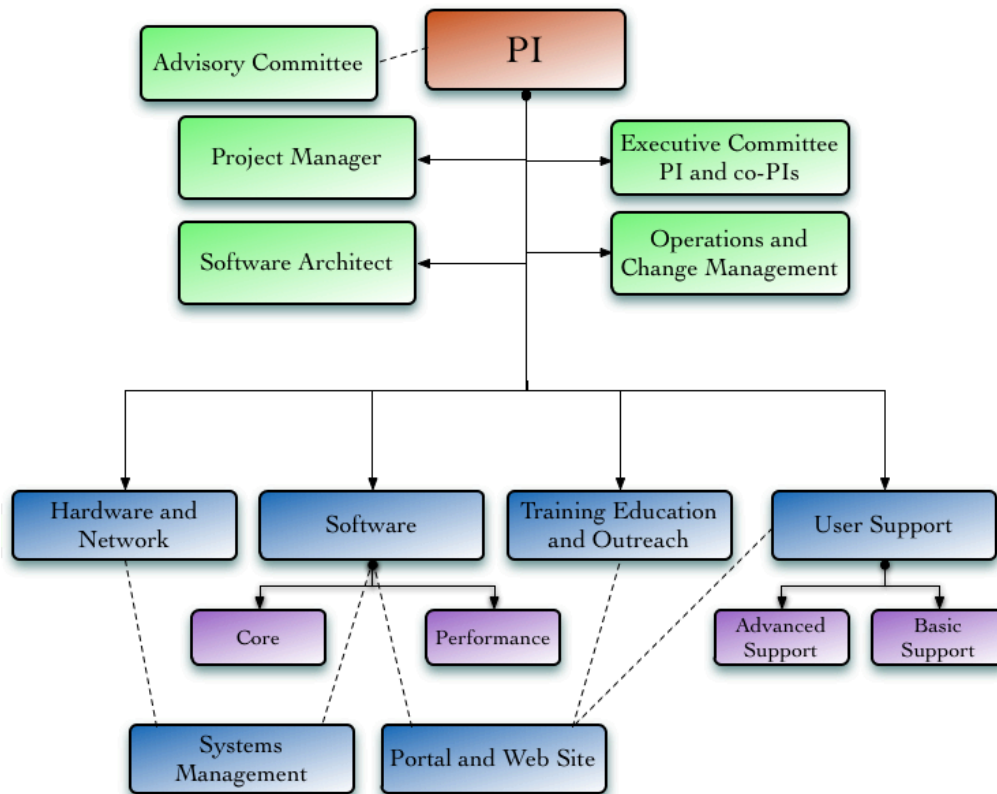 PI
Advisory Committee
Project Manager
Executive Committee
PI and co-PIs
Software Architect
Operations and
Change Management
Hardware and
Network
Software
Training Education
and Outreach
User Support
Core
Performance
Advanced
Support
Basic
Support
Systems
Management
Portal and Web Site